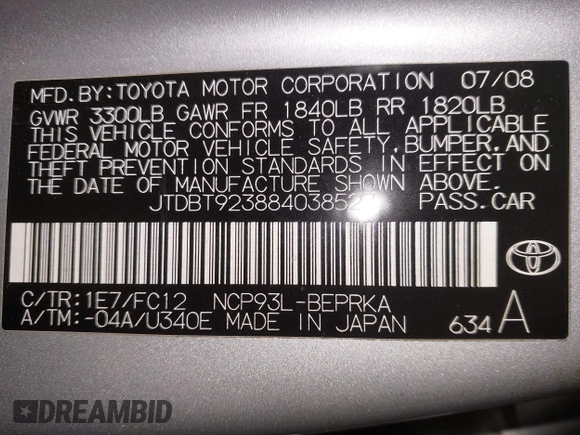 MFD.BY:TOYOTA MOTOR CORPORATION 07/08
GVWR 3300LB GAWR FR 1840LB RR 1820LB
THIS VEHICLE CONFORMS TO ALL APPLICABLE
FEDERAL MOTOR VEHICLE SAFETY,BUMPER,AND
THEFT PREVENTION STANDARDS IN EFFECT ON
THE DATE OF MANUFACTURE SHOWN ABOVE.
JTDBT923884038527 PASS.CAR
C/TR:1E7/FC12 NCP93L-BEPRKA
A/TM:-04A/U340E MADE IN JAPAN 634 A
TOYOTA
DREAMBID